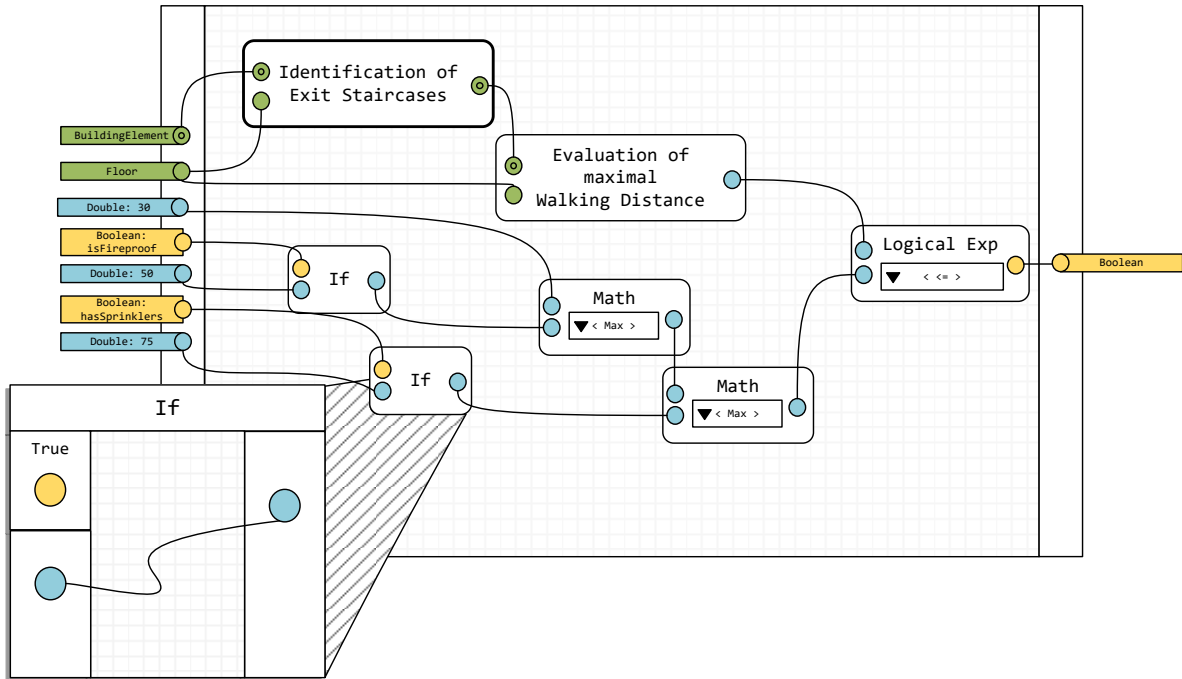 Identification of
Exit Staircases
BuildingElement
Floor
Evaluation of
maximal
Walking Distance
Double: 30
Boolean:
isFireproof
Double: 50
Boolean:
hasSprinklers
Double: 75
If
Math
< Max >
Logical Exp
< <= >
Boolean
If
Math
< Max >
If
True